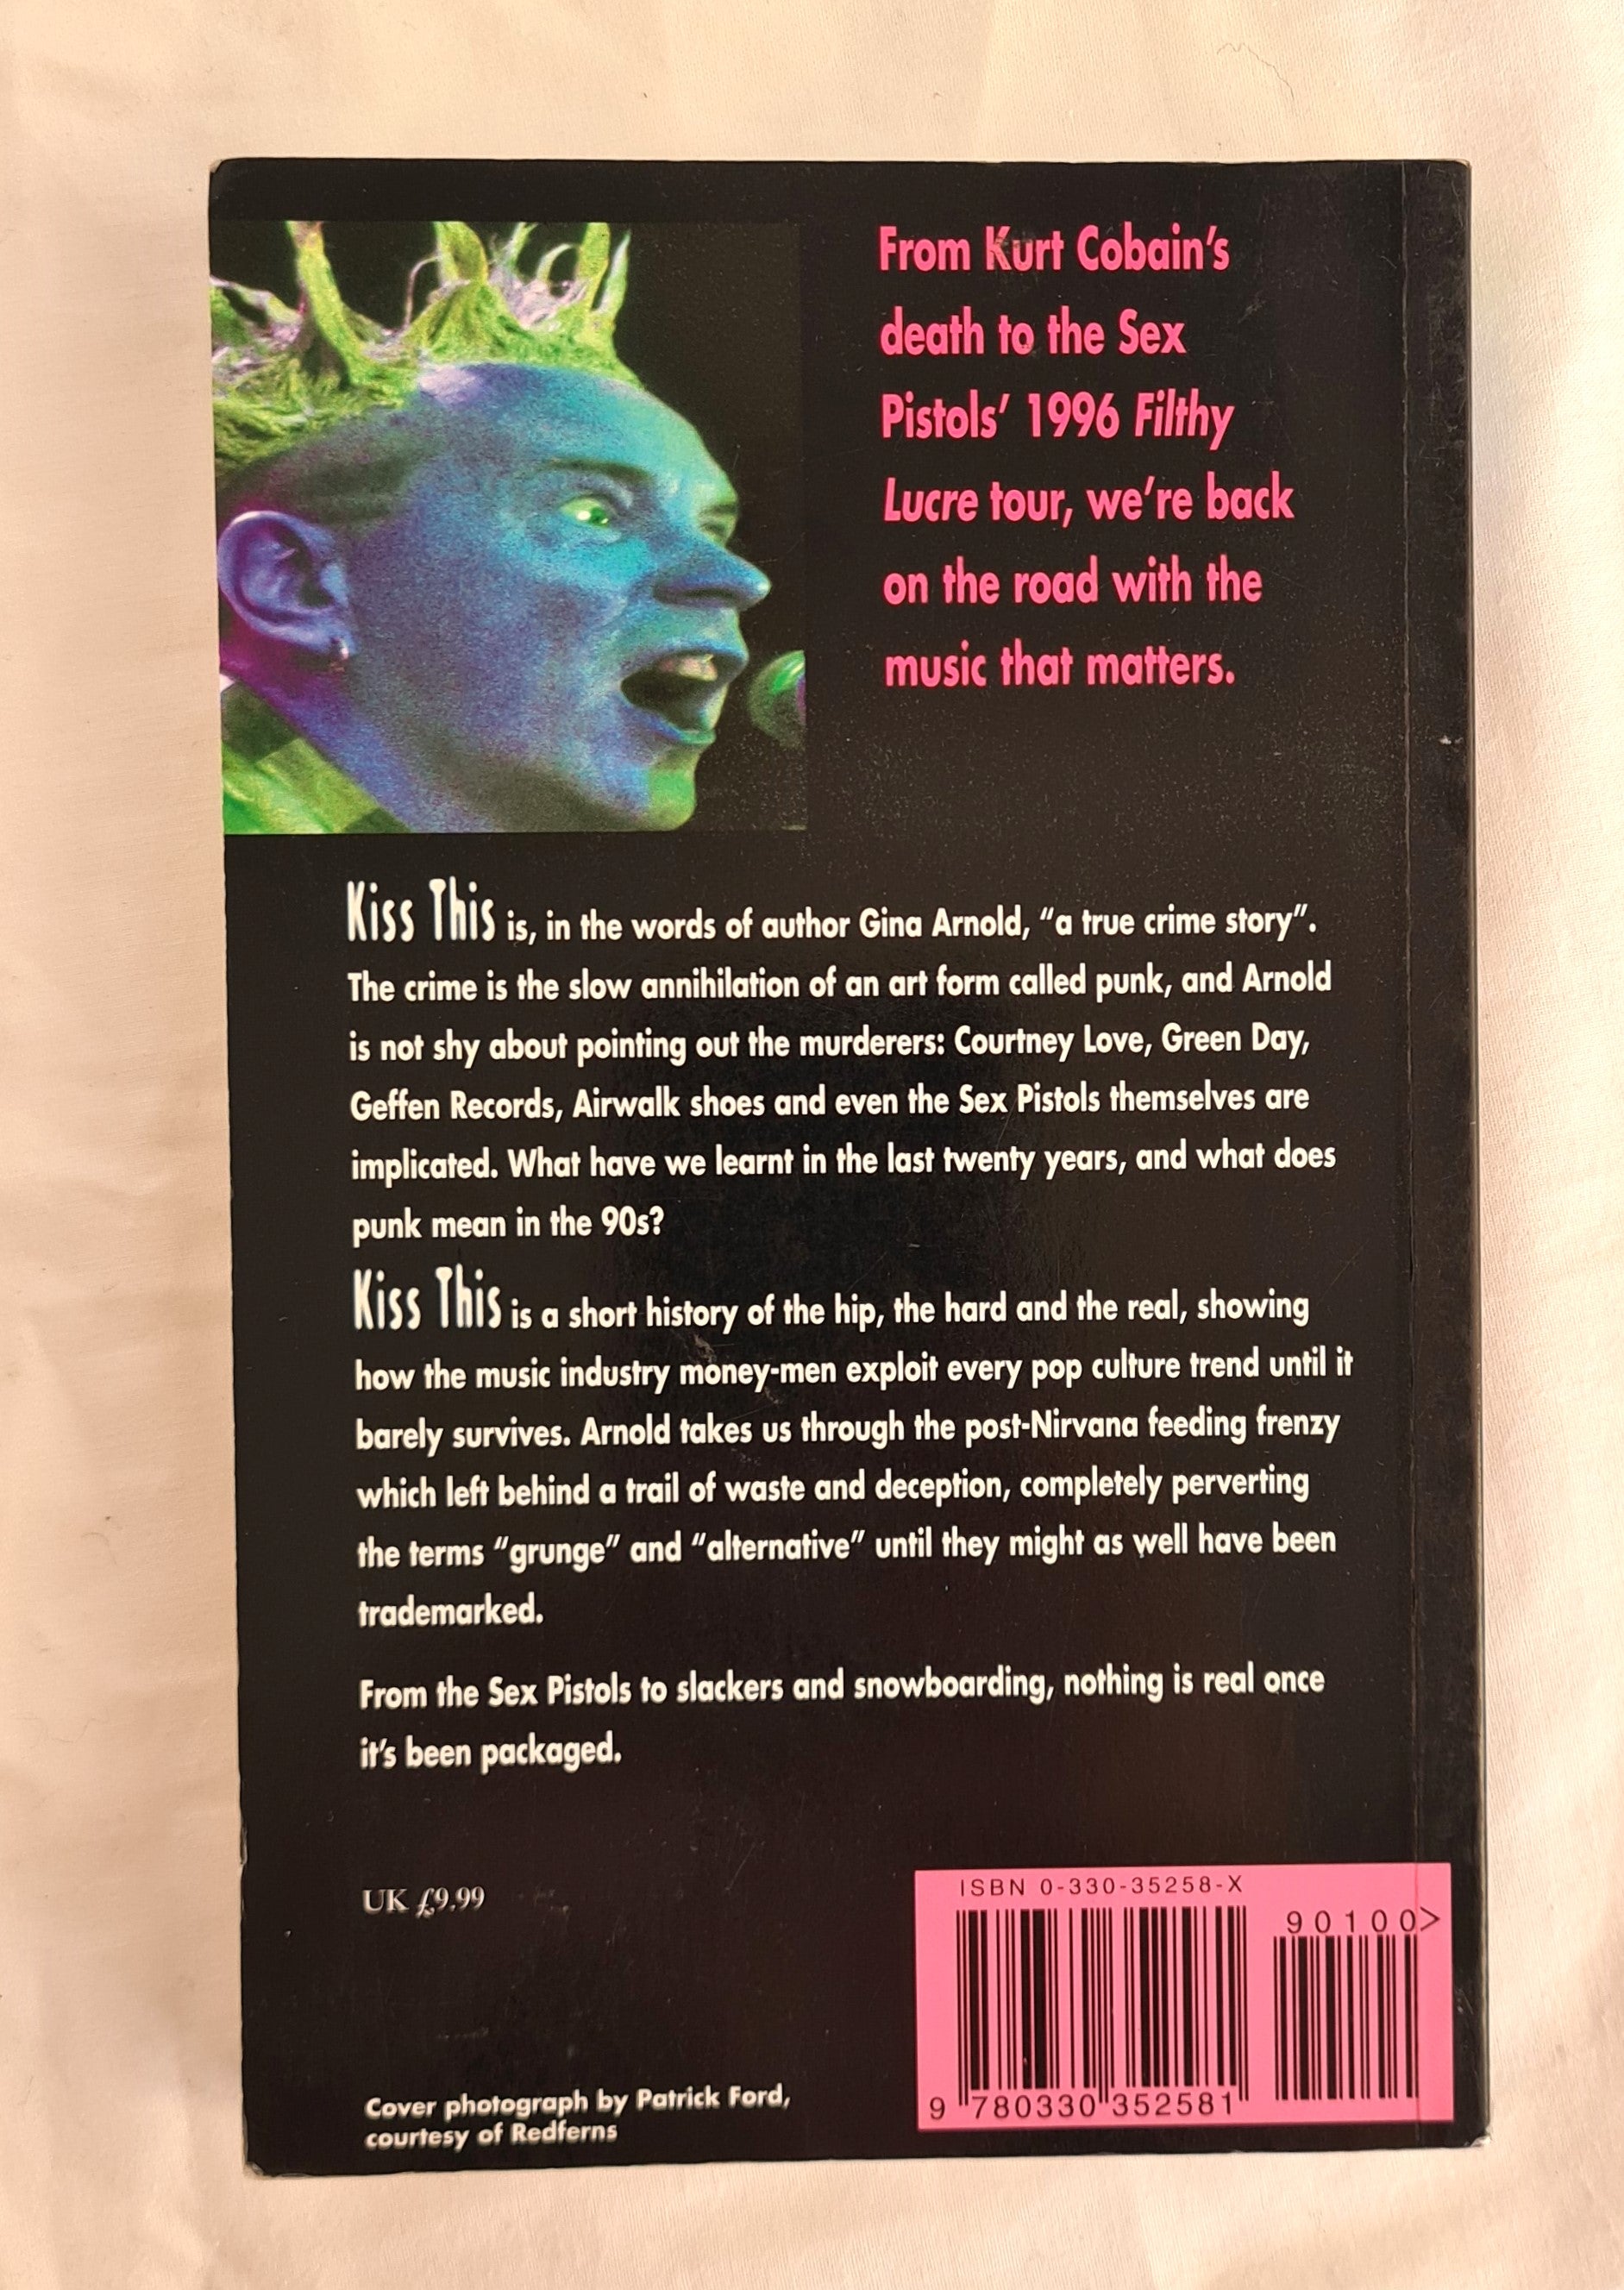 From Kurt Cobain's
death to the Sex
Pistols' 1996 Filthy
Lucre tour, we're back
on the road with the
music that matters.
Kiss This is, in the words of author Gina Arnold, “a true crime story”.
The crime is the slow annihilation of an art form called punk, and Arnold
is not shy about pointing out the murderers: Courtney Love, Green Day,
Geffen Records, Airwalk shoes and even the Sex Pistols themselves are
implicated. What have we learnt in the last twenty years, and what does
punk mean in the 90s?
Kiss This is a short history of the hip, the hard and the real, showing
how the music industry money-men exploit every pop culture trend until it
barely survives. Arnold takes us through the post-Nirvana feeding frenzy
which left behind a trail of waste and deception, completely perverting
the terms “grunge” and “alternative” until they might as well have been
trademarked.
From the Sex Pistols to slackers and snowboarding, nothing is real once
it's been packaged.
UK £9.99
ISBN 0-330-35258-X
90100>
9 780330 352581
Cover photograph by Patrick Ford,
courtesy of Redferns